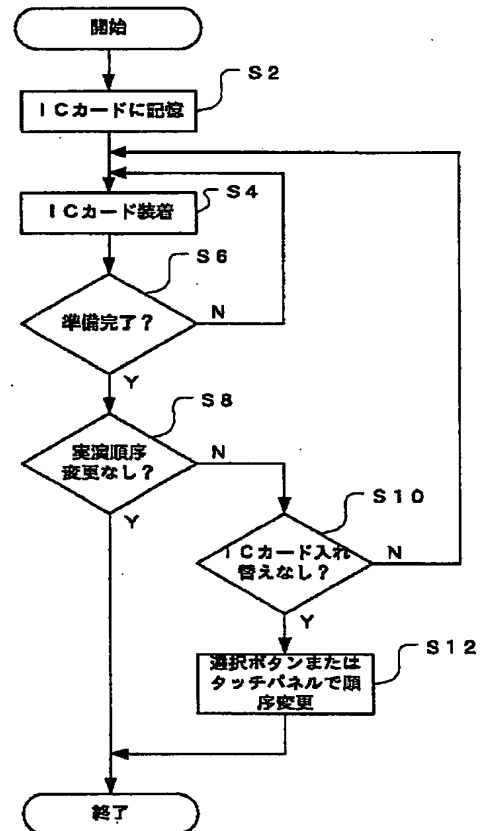 開始
S2
ICカードに記憶
S4
ICカード装着
S6
準備完了?
N
Y
S8
実演順序
変更なし?
N
Y
S10
ICカード入れ
替えなし?
N
Y
S12
選択ボタンまたは
タッチパネルで順
序変更
終了